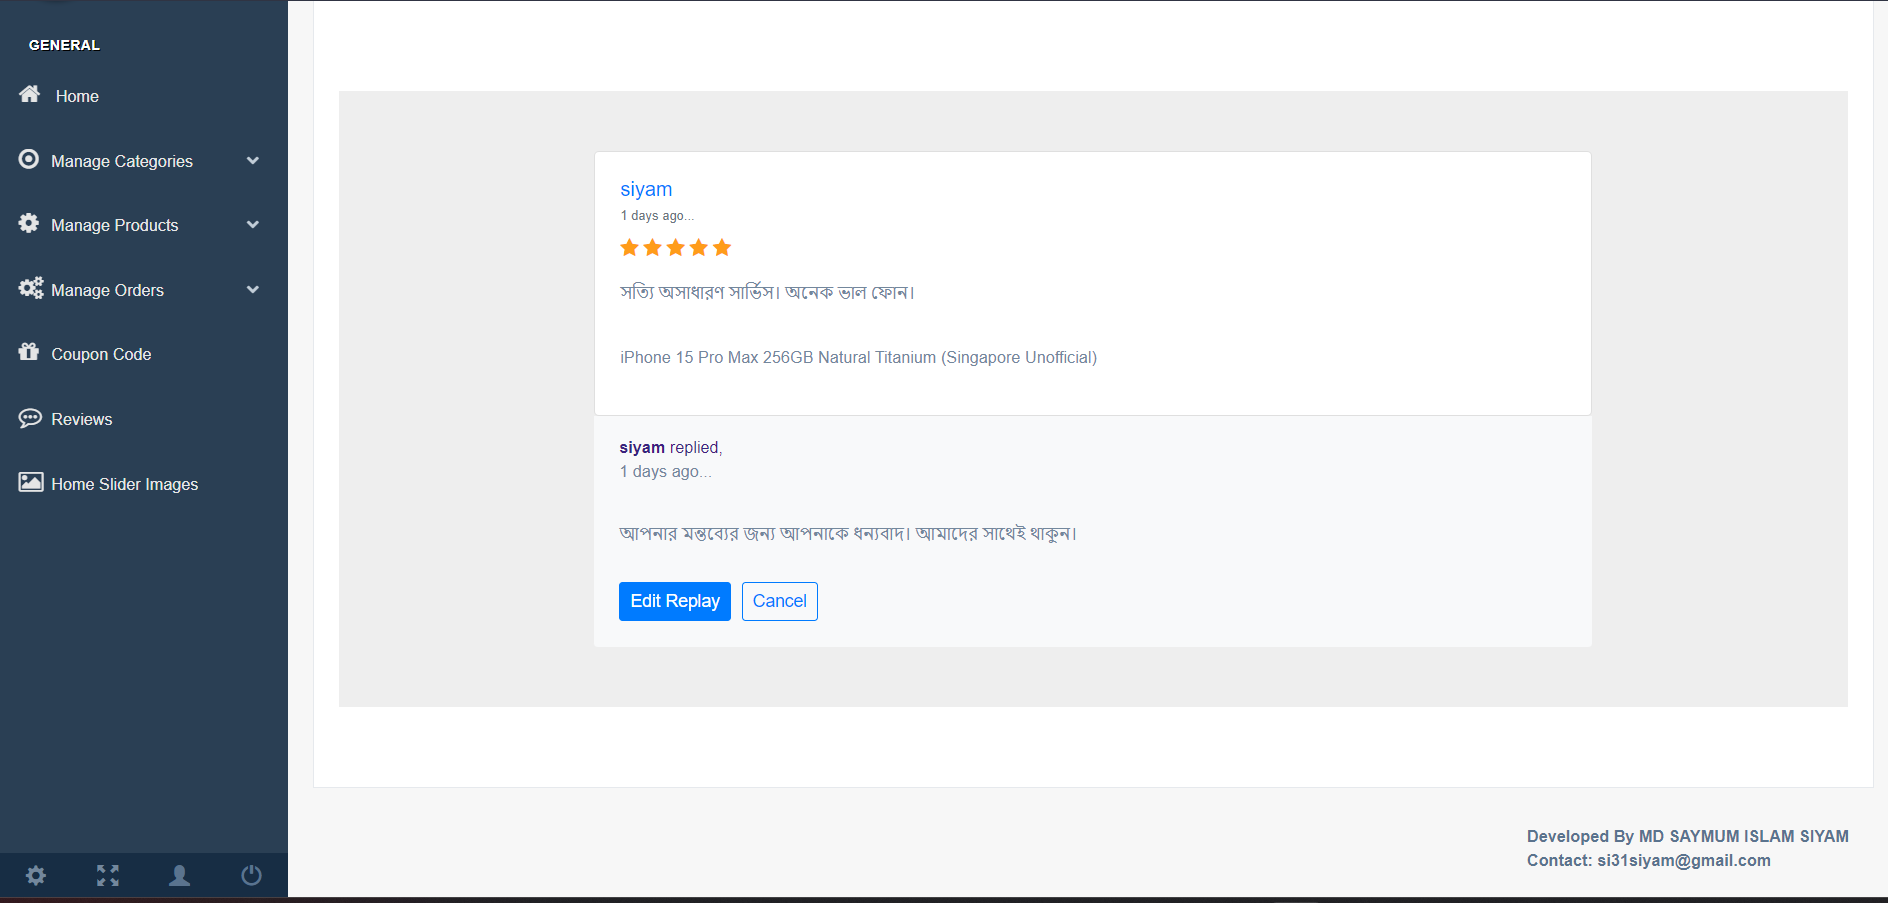 GENERAL
Home
Manage Categories
Manage Products
Manage Orders
Coupon Code
Reviews
Home Slider Images
siyam
1 days ago...
সত্যি অসাধারণ সার্ভিস। অনেক ভাল ফোন।
iPhone 15 Pro Max 256GB Natural Titanium (Singapore Unofficial)
siyam replied,
1 days ago...
আপনার মন্তব্যের জন্য আপনাকে ধন্যবাদ। আমাদের সাথেই থাকুন।
Edit Replay Cancel
Developed By MD SAYMUM ISLAM SIYAM
Contact: si31siyam@gmail.com